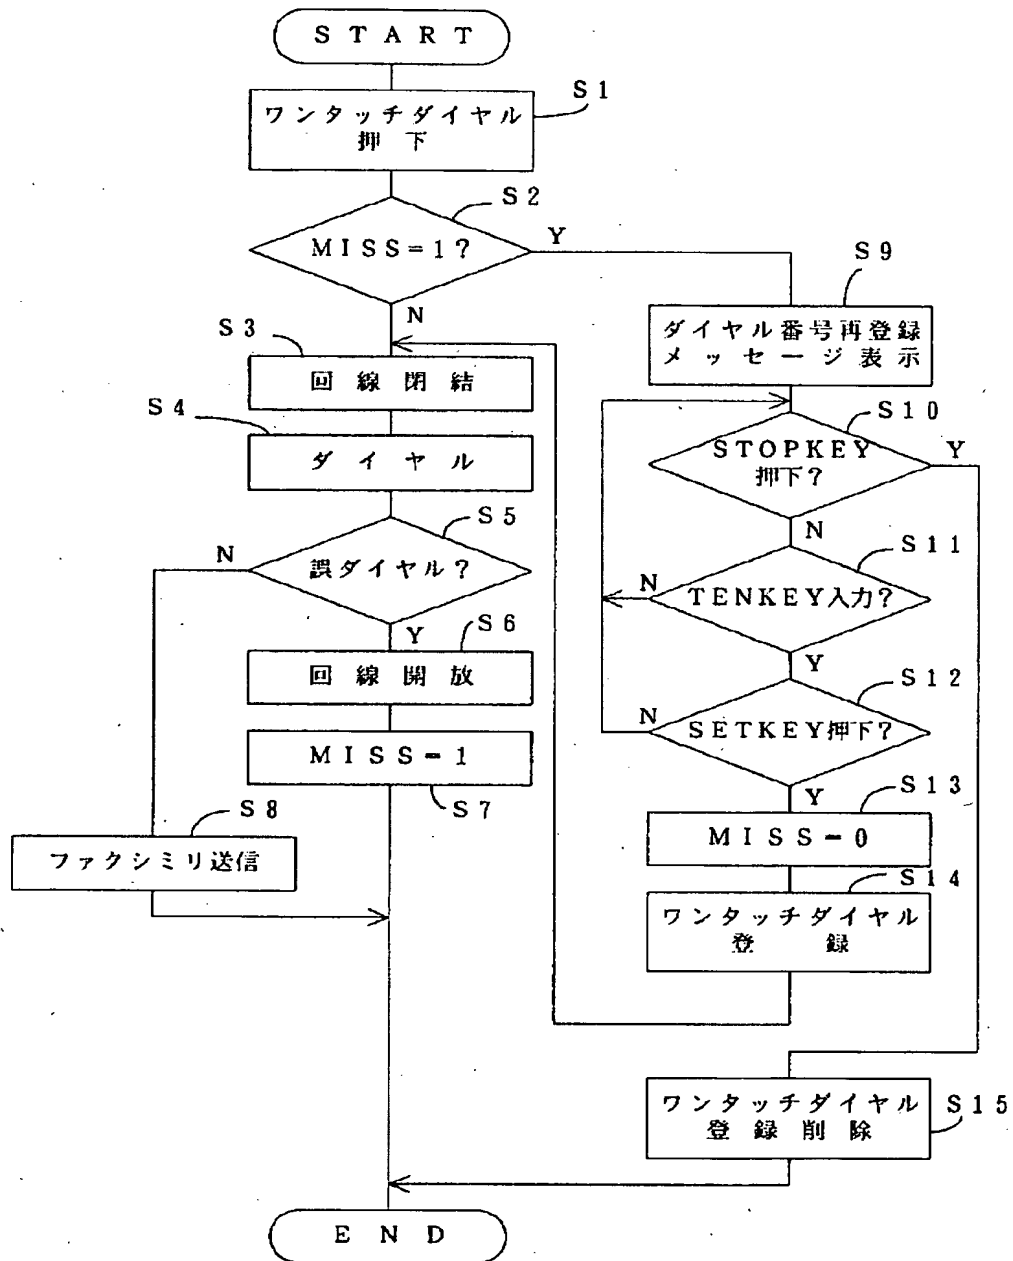 START
S1
ワンタッチダイヤル
押下
S2
MISS=1?
Y
N
S3
回線閉結
S4
ダイヤル
S5
誤ダイヤル?
N
Y
S6
回線開放
MISS=1
S7
S8
ファクシミリ送信
S9
ダイヤル番号再登録
メッセージ表示
S10
STOPKEY
押下?
Y
N
S11
TENKEY入力?
N
Y
S12
SETKEY押下?
N
Y
S13
MISS=0
S14
ワンタッチダイヤル
登録
ワンタッチダイヤル
登録削除
S15
END